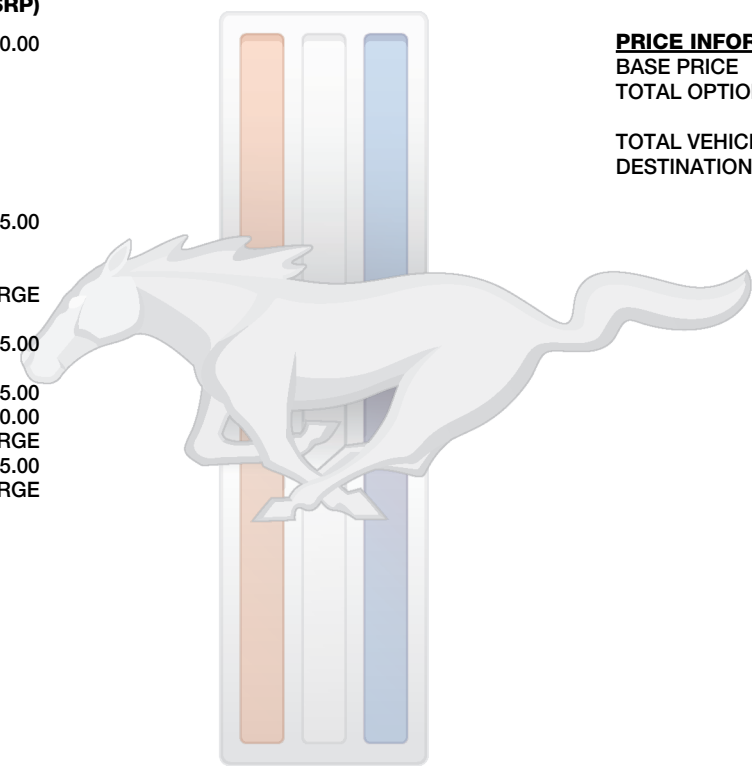 SRP)
0.00
5.00
RGE
5.00
5.00
0.00
RGE
5.00
RGE
PRICE INFOR
BASE PRICE
TOTAL OPTIO
TOTAL VEHICL
DESTINATION